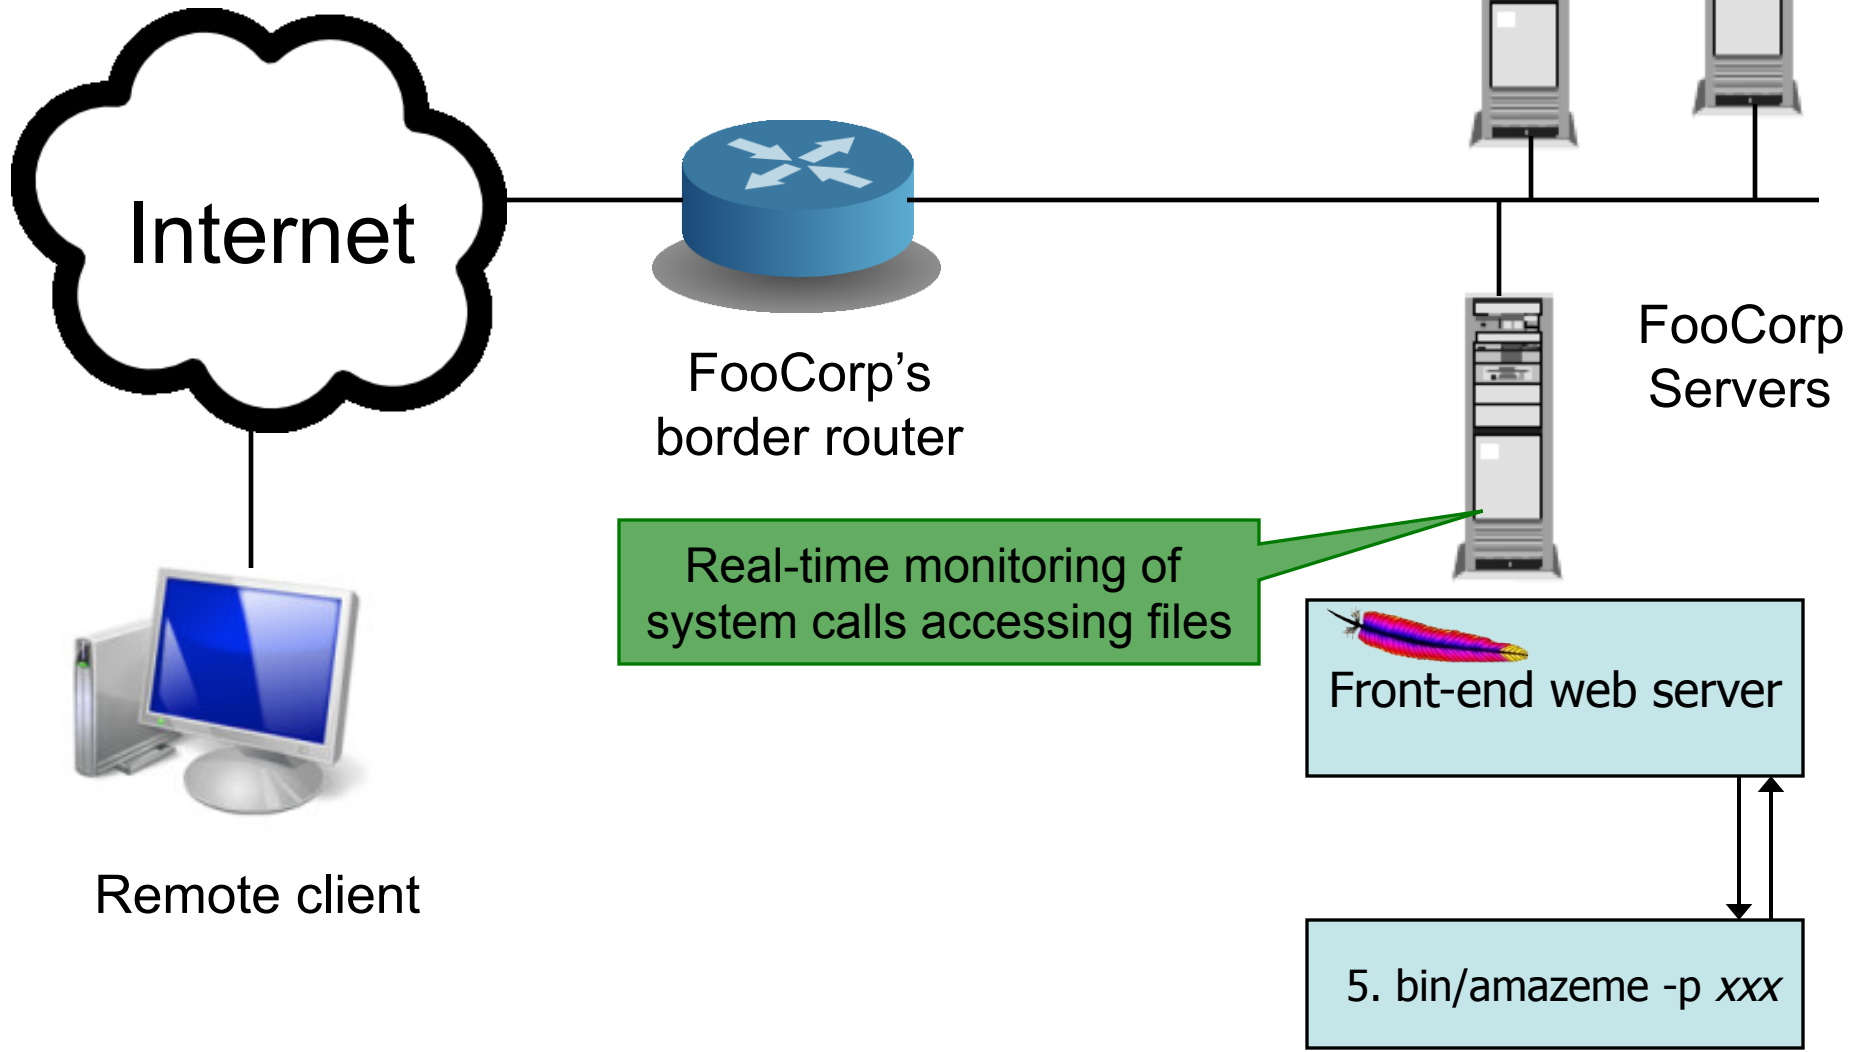 Internet
FooCorp’s
border router
FooCorp
Servers
Real-time monitoring of
system calls accessing files
Front-end web server
Remote client
5. bin/amazeme -p xxx